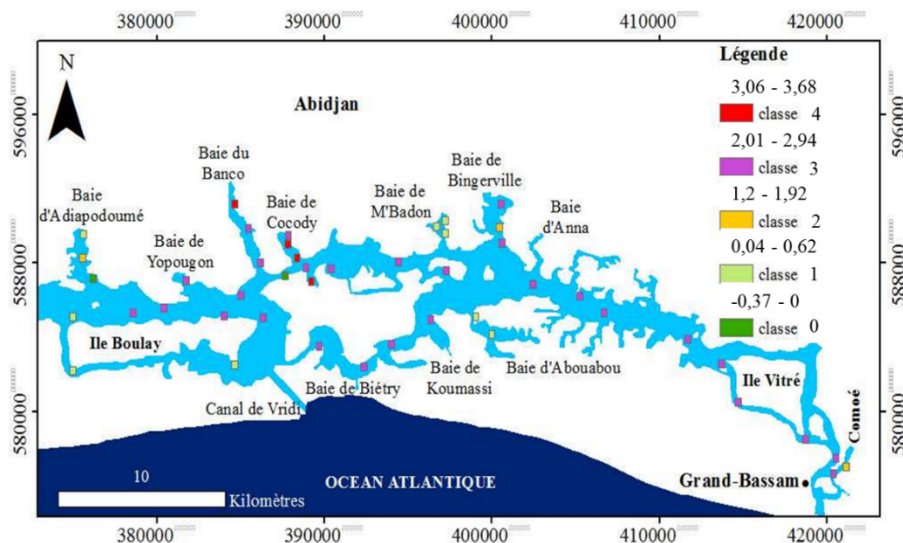 380000 390000 400000 410000 420000
596000
588000
580000
N
Abidjan
Baie du
Banco
Baie
d'Adiapodoumé
Baie de
Yopougon
Baie de
Cocody
Baie de
M'Badon
Baie de
Bingerville
Baie
d'Anna
Légende
3,06 - 3,68
classe 4
2,01 - 2,94
classe 3
1,2 - 1,92
classe 2
0,04 - 0,62
classe 1
-0,37 - 0
classe 0
596000
588000
580000
Ile Boulay
Canal de Vridi
Baie de Biétry
Baie de
Koumassi
Baie d'Abouabou
Ile Vitré
Comoé
Grand-Bassam
OCEAN ATLANTIQUE
10
Kilomètres
380000 390000 400000 410000 420000